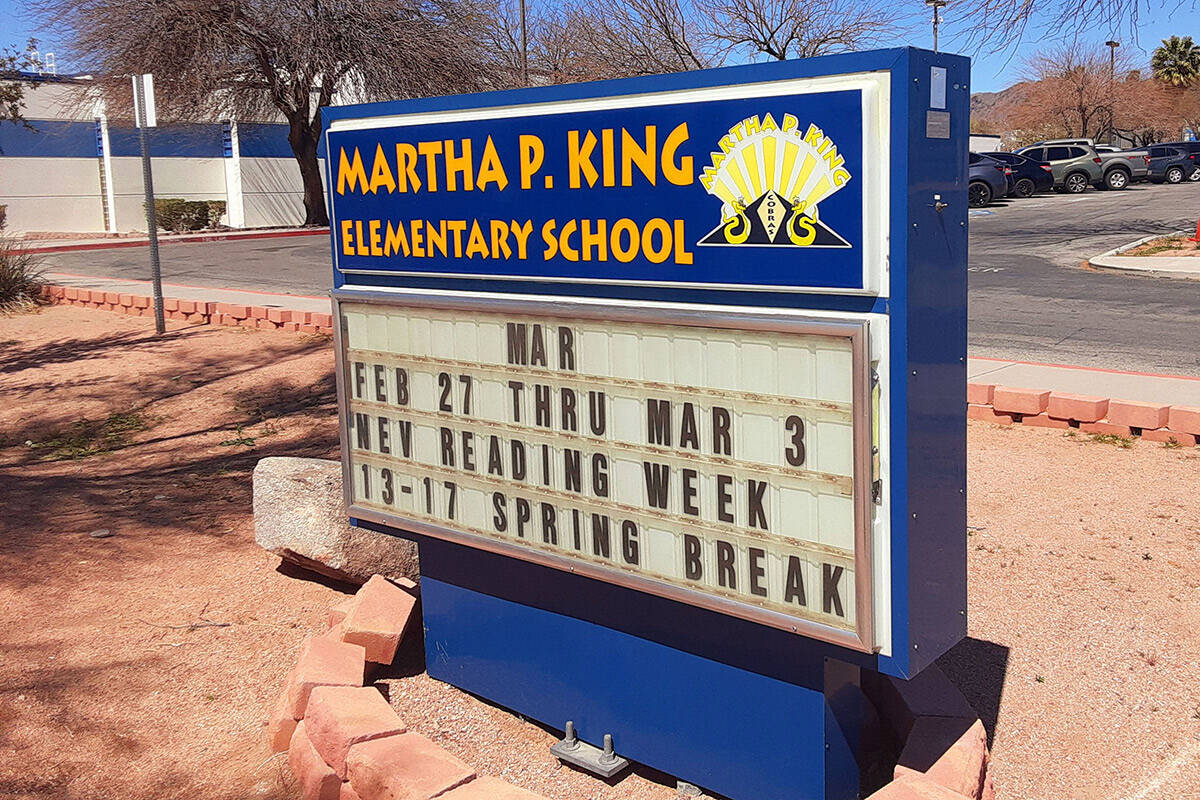 MARTHA P. KING
ELEMENTARY SCHOOL
MARTHA P. KING
COBRAS
MAR
FEB 27 THRU MAR 3
NEV READING WEEK
13-17 SPRING BREAK